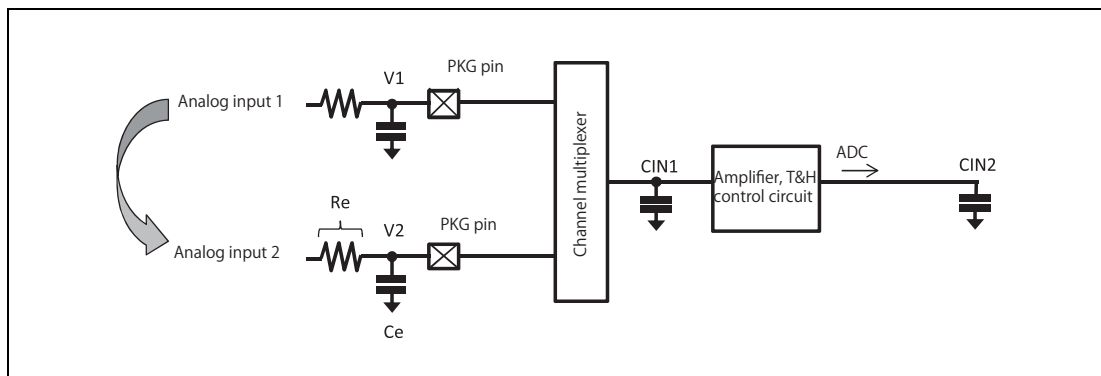 Analog input 1
V1
PKG pin
Channel multiplexer
CIN1
Amplifier, T&H
control circuit
ADC
CIN2
Re
Analog input 2
V2
PKG pin
Ce